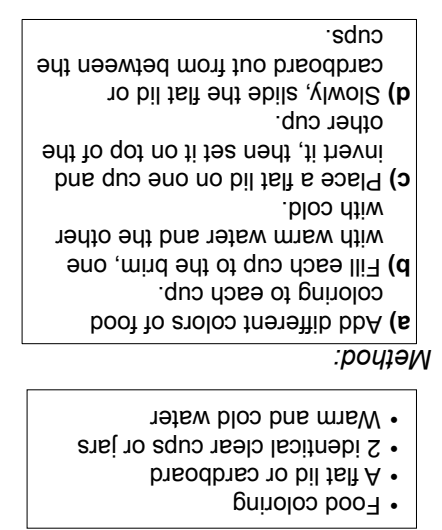 • Food coloring
• A flat lid or cardboard
• 2 identical clear cups or jars
• Warm and cold water
Method:
a) Add different colors of food
coloring to each cup.
b) Fill each cup to the brim, one
with warm water and the other
with cold.
c) Place a flat lid on one cup and
invert it, then set it on top of the
other cup.
d) Slowly, slide the flat lid or
cardboard out from between the
cups.